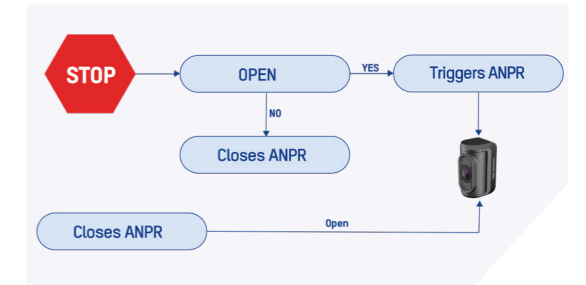 STOP
OPEN
YES
Triggers ANPR
NO
Closes ANPR
Closes ANPR
Open